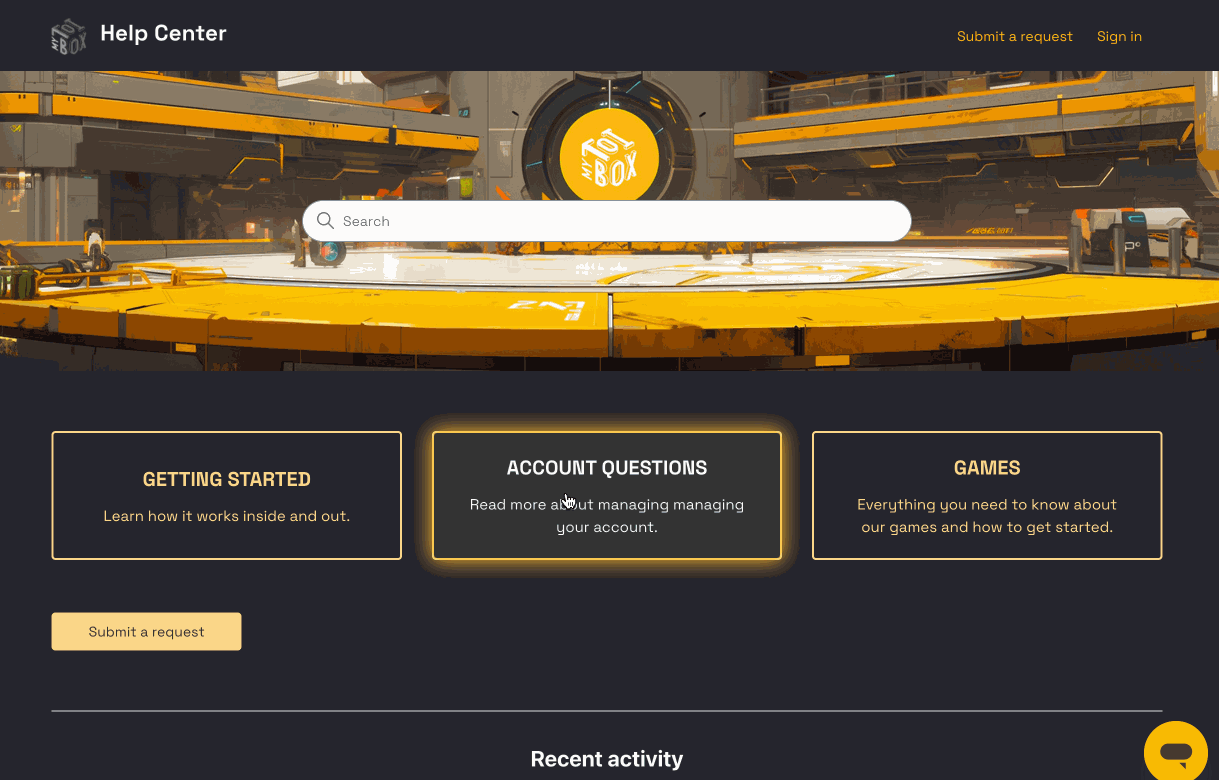 MY
TOY
BOX
Help Center
Submit a request
Sign in
MY
TOY
BOX
Search
GETTING STARTED
Learn how it works inside and out.
ACCOUNT QUESTIONS
Read more about managing managing
your account.
GAMES
Everything you need to know about
our games and how to get started.
Submit a request
Recent activity